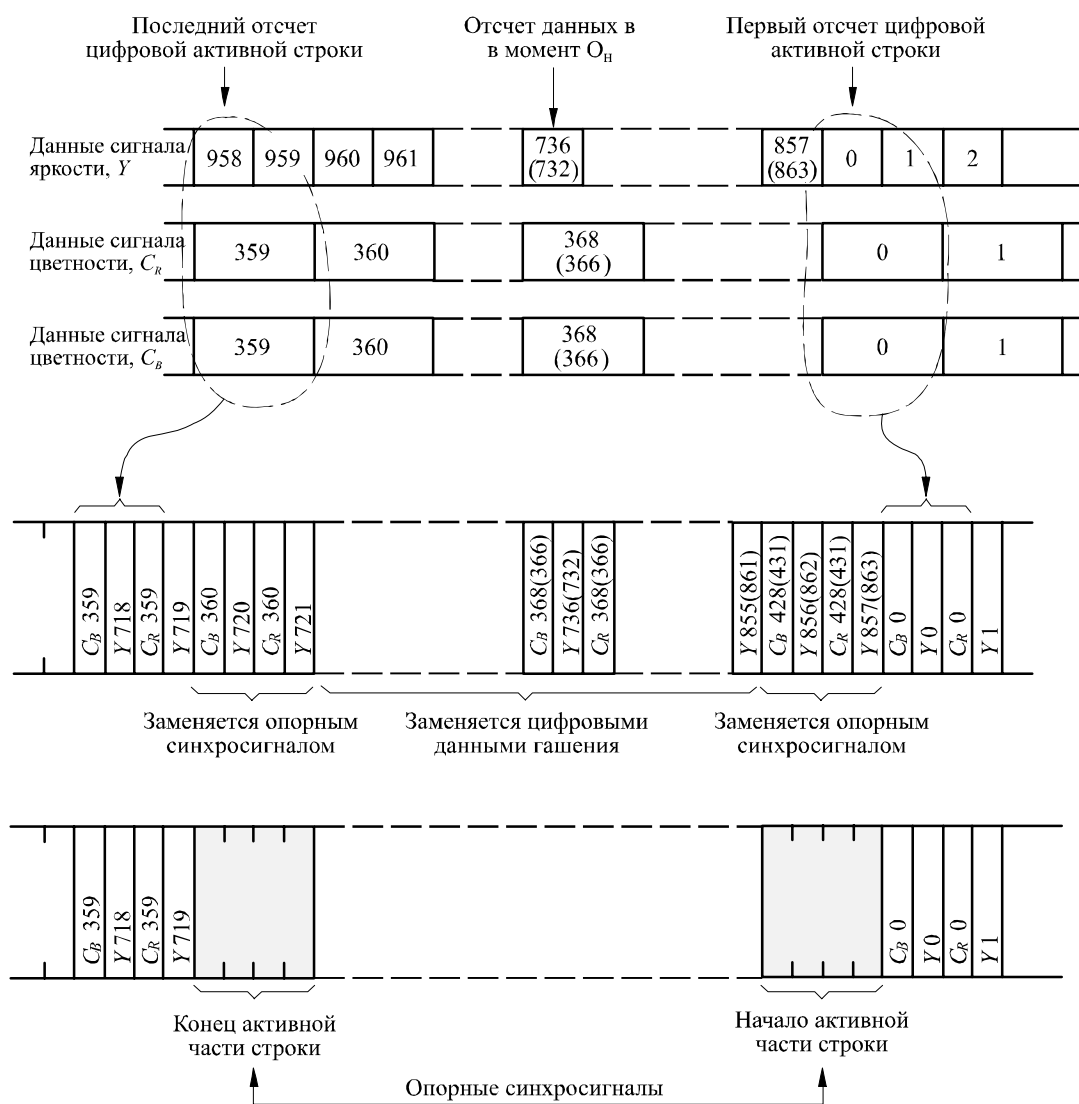 Последний отсчет
цифровой активной строки
Отсчет данных в
в момент О_Н
Первый отсчет цифровой
активной строки
Данные сигнала
яркости, Y
958 959 960 961
736
(732)
857
(863)
0 1 2
Данные сигнала
цветности, C_R
359 360
368
(366)
0 1
Данные сигнала
цветности, C_B
359 360
368
(366)
0 1
C_B 359
Y 718
C_R 359
Y 719
C_B 360
Y 720
C_R 360
Y 721
C_B 368(366)
Y 736(732)
C_R 368(366)
Y 855(861)
C_B 428(431)
Y 856(862)
C_R 428(431)
Y 857(863)
C_B 0
Y 0
C_R 0
Y 1
Заменяется опорным
синхросигналом
Заменяется цифровыми
данными гашения
Заменяется опорным
синхросигналом
C_B 359
Y 718
C_R 359
Y 719
C_B 0
Y 0
C_R 0
Y 1
Конец активной
части строки
Начало активной
части строки
Опорные синхросигналы